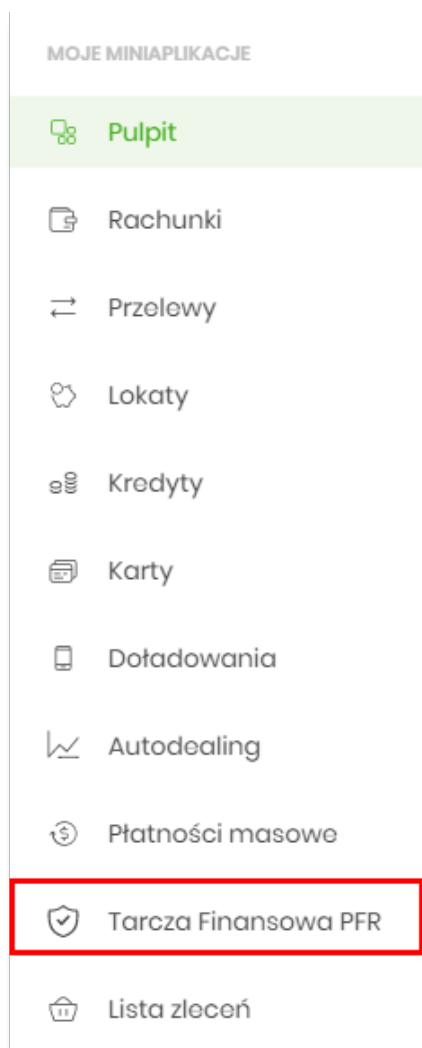 MOJE MINIAPLIKACJE
Pulpit
Rachunki
Przelewy
Lokaty
Kredyty
Karty
Doładowania
Autodealing
Płatności masowe
Tarcza Finansowa PFR
Lista zleceń